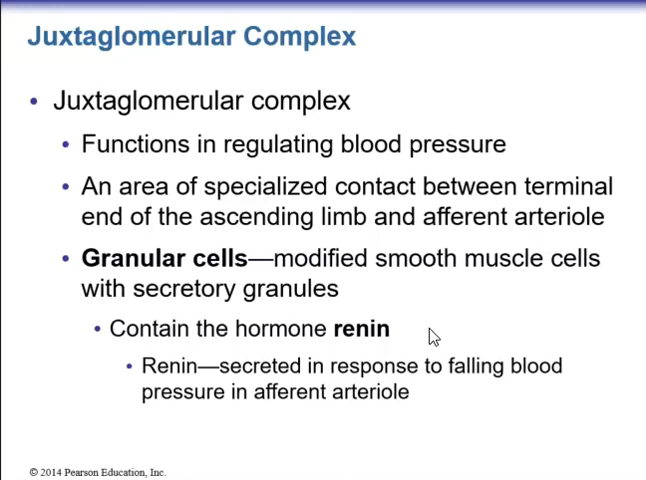 Juxtaglomerular Complex
• Juxtaglomerular complex
• Functions in regulating blood pressure
• An area of specialized contact between terminal
end of the ascending limb and afferent arteriole
• Granular cells—modified smooth muscle cells
with secretory granules
• Contain the hormone renin
• Renin—secreted in response to falling blood
pressure in afferent arteriole
© 2014 Pearson Education, Inc.